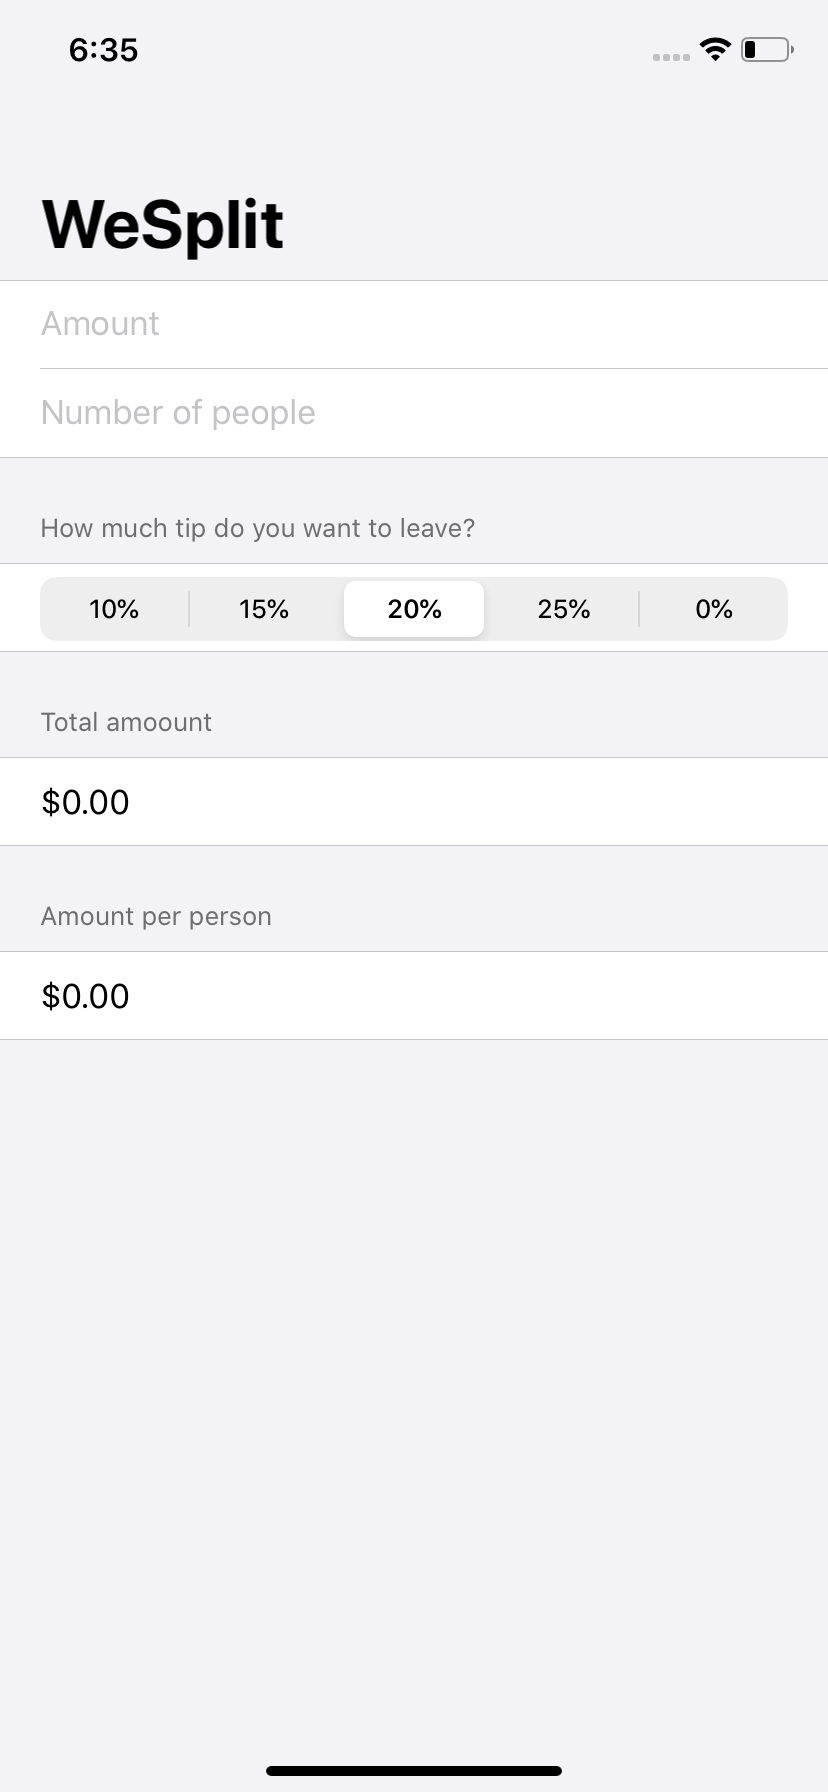 6:35
WeSplit
Amount
Number of people
How much tip do you want to leave?
10% 15% 20% 25% 0%
Total amoount
$0.00
Amount per person
$0.00